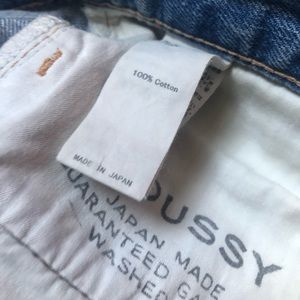 100% Cotton
MADE IN JAPAN
OUSSY
JAPAN MADE
UARANTEED GA
WASHED